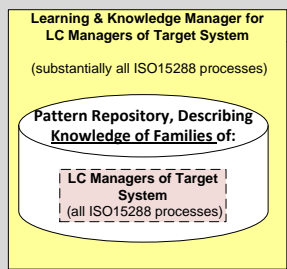 Learning & Knowledge Manager for
LC Managers of Target System
(substantially all ISO15288 processes)
Pattern Repository, Describing
Knowledge of Families of:
LC Managers of Target
System
(all ISO15288 processes)